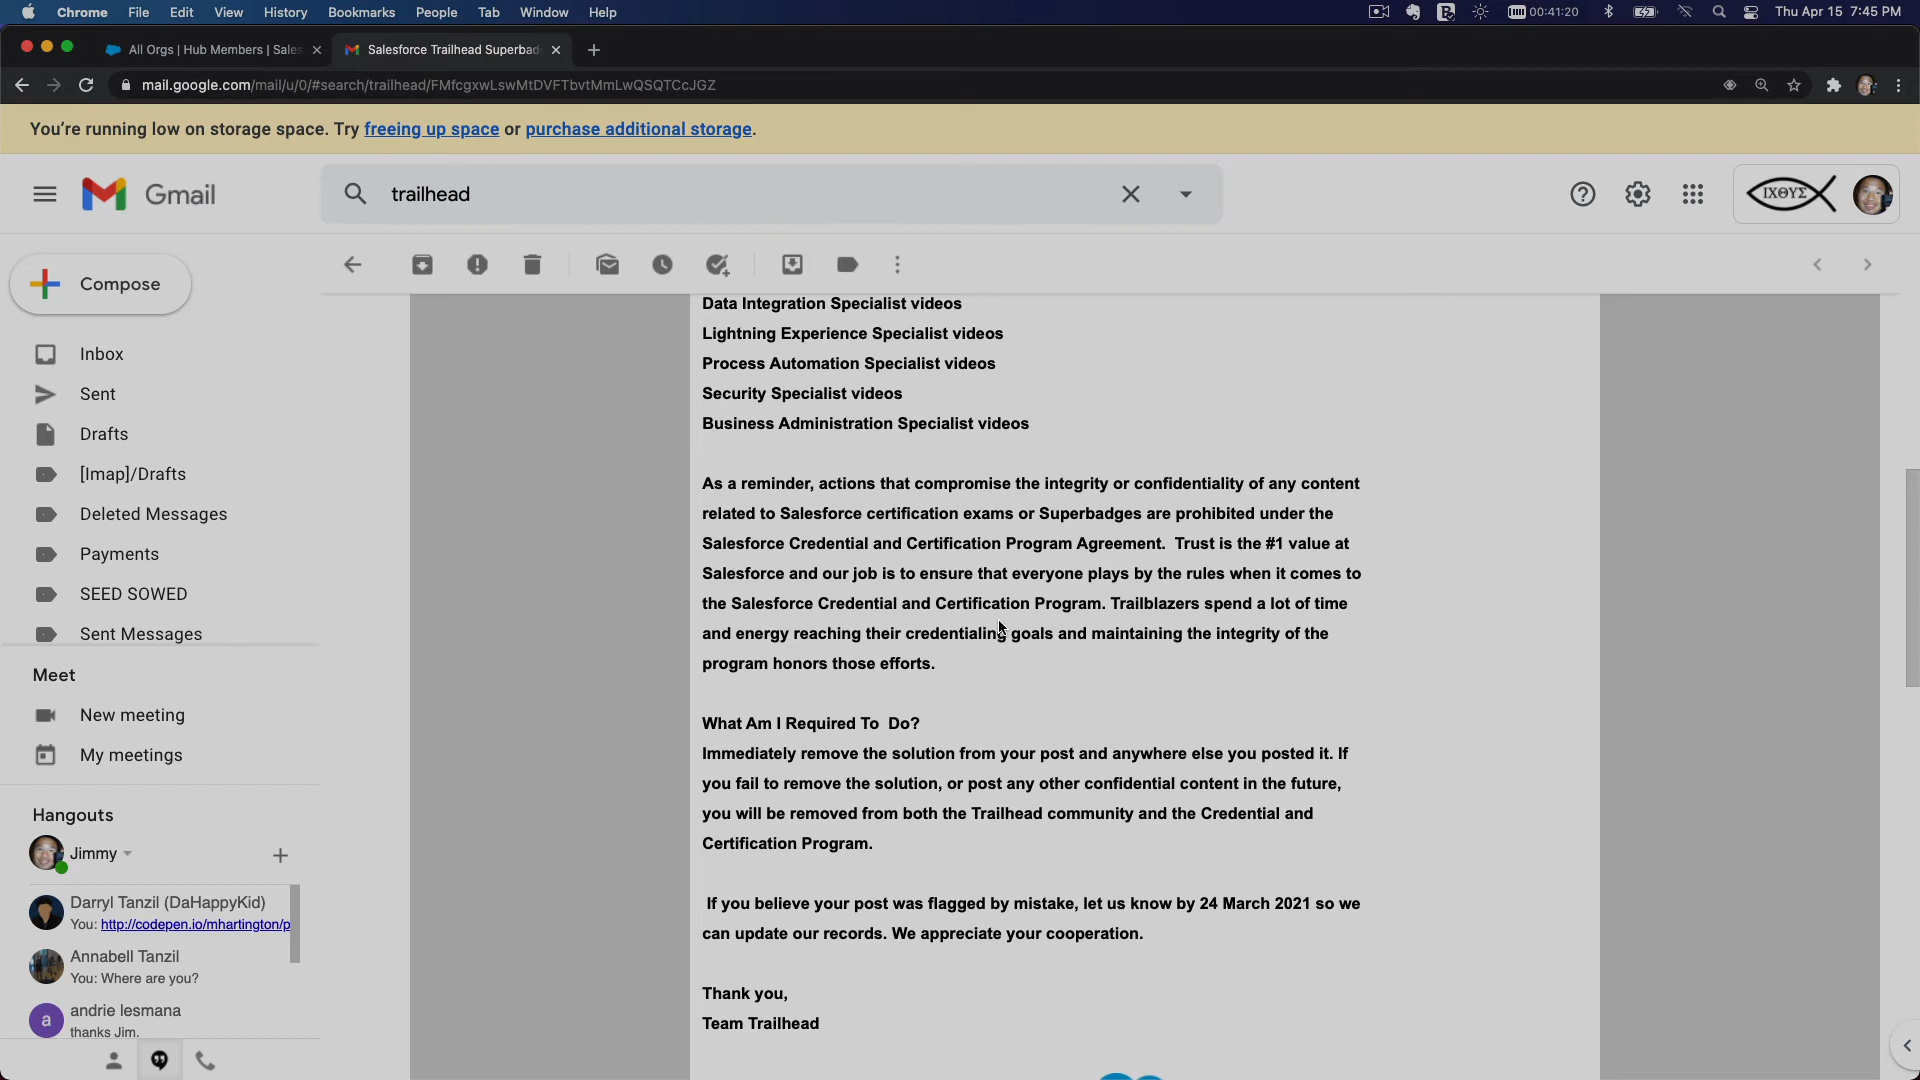 Chrome File Edit View History Bookmarks People Tab Window Help 00:41:20 Thu Apr 15 7:45 PM
All Orgs | Hub Members | Sales Salesforce Trailhead Superbad
mail.google.com/mail/u/0/#search/trailhead/FMfcgxwLswMtDVFTbvtMmLwQSQTCcJGZ
You're running low on storage space. Try freeing up space or purchase additional storage.
Gmail
trailhead
ΙΧΘΥΣ
Compose
Inbox
Sent
Drafts
[Imap]/Drafts
Deleted Messages
Payments
SEED SOWED
Sent Messages
Meet
New meeting
My meetings
Hangouts
Jimmy
Darryl Tanzil (DaHappyKid)
You: http://codepen.io/mhartington/p
Annabell Tanzil
You: Where are you?
a
andrie lesmana
thanks Jim.
Data Integration Specialist videos
Lightning Experience Specialist videos
Process Automation Specialist videos
Security Specialist videos
Business Administration Specialist videos
As a reminder, actions that compromise the integrity or confidentiality of any content
related to Salesforce certification exams or Superbadges are prohibited under the
Salesforce Credential and Certification Program Agreement.  Trust is the #1 value at
Salesforce and our job is to ensure that everyone plays by the rules when it comes to
the Salesforce Credential and Certification Program. Trailblazers spend a lot of time
and energy reaching their credentialing goals and maintaining the integrity of the
program honors those efforts.
What Am I Required To  Do?
Immediately remove the solution from your post and anywhere else you posted it. If
you fail to remove the solution, or post any other confidential content in the future,
you will be removed from both the Trailhead community and the Credential and
Certification Program.
If you believe your post was flagged by mistake, let us know by 24 March 2021 so we
can update our records. We appreciate your cooperation.
Thank you,
Team Trailhead